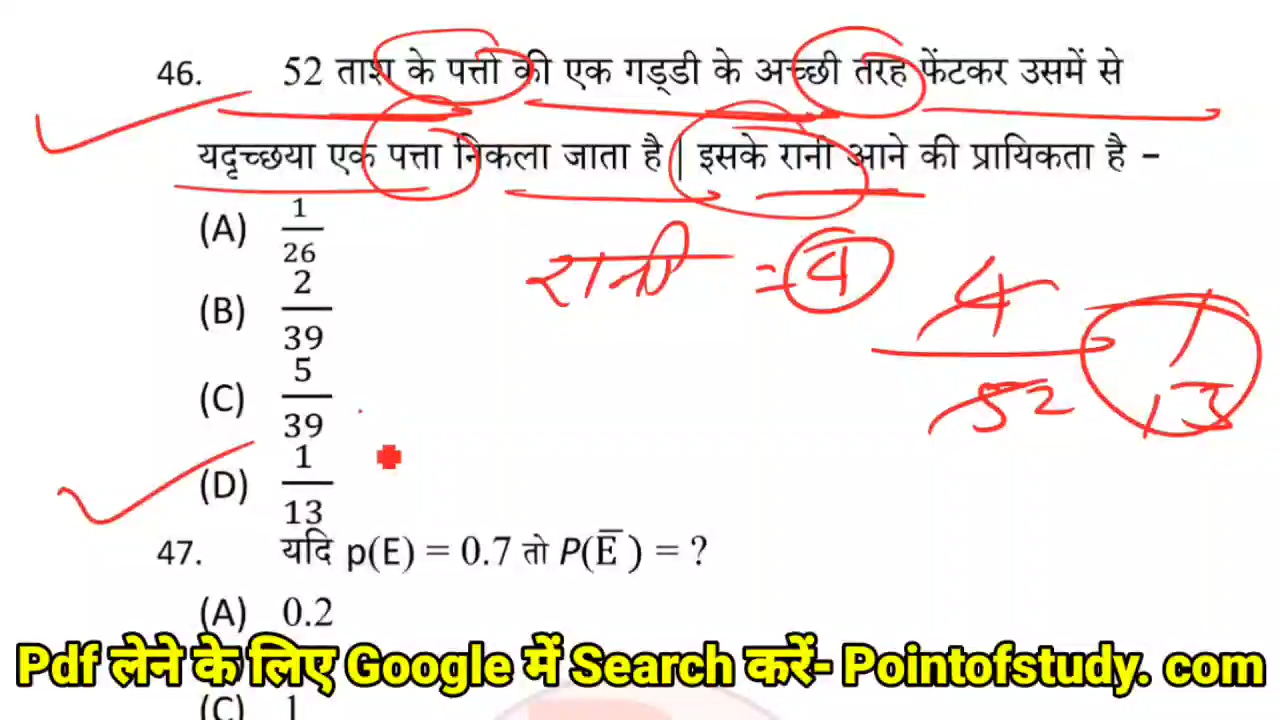 46. 52 ताश के पत्तो की एक गड्डी के अच्छी तरह फेंटकर उसमें से
यदृच्छया एक पत्ता निकला जाता है | इसके रानी आने की प्रायिकता है –
(A) 1/26
रानी = 4
4/52 1/13
(B) 2/39
(C) 5/39
(D) 1/13
47. यदि p(E) = 0.7 तो P(E̅) = ?
(A) 0.2
Pdf लेने के लिए Google में Search करें- Pointofstudy. com
(C) 1